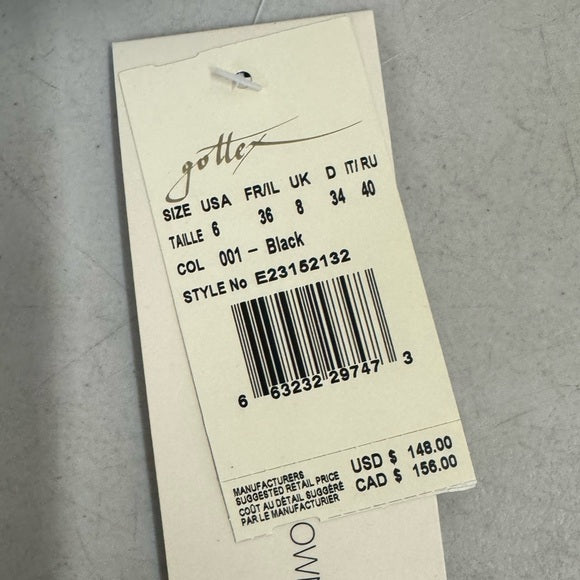 gottex
SIZE USA FR/IL UK D IT/RU
TAILLE 6 36 8 34 40
COL 001 - Black
STYLE No E23152132
6 63232 29747 3
MANUFACTURERS
SUGGESTED RETAIL PRICE
COÛT AU DÉTAIL SUGGÉRÉ
PAR LE MANUFACTURIER
USD $ 148.00
CAD $ 156.00